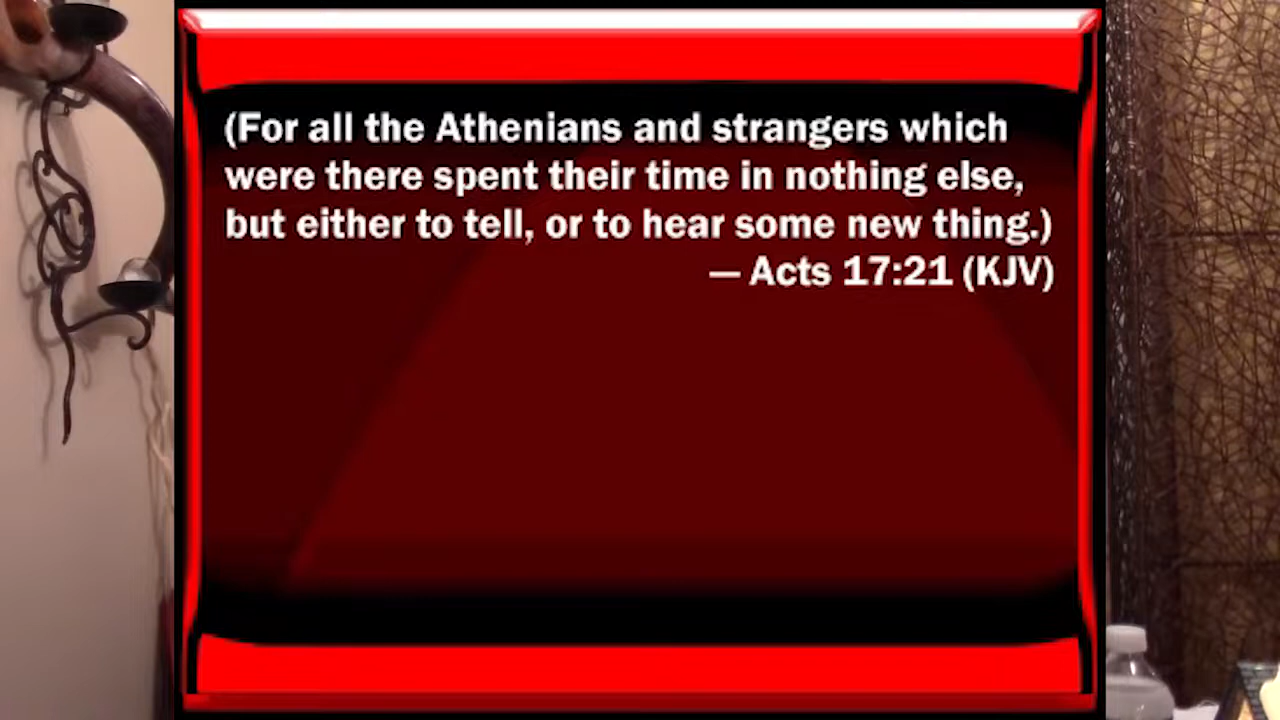 (For all the Athenians and strangers which
were there spent their time in nothing else,
but either to tell, or to hear some new thing.)
— Acts 17:21 (KJV)